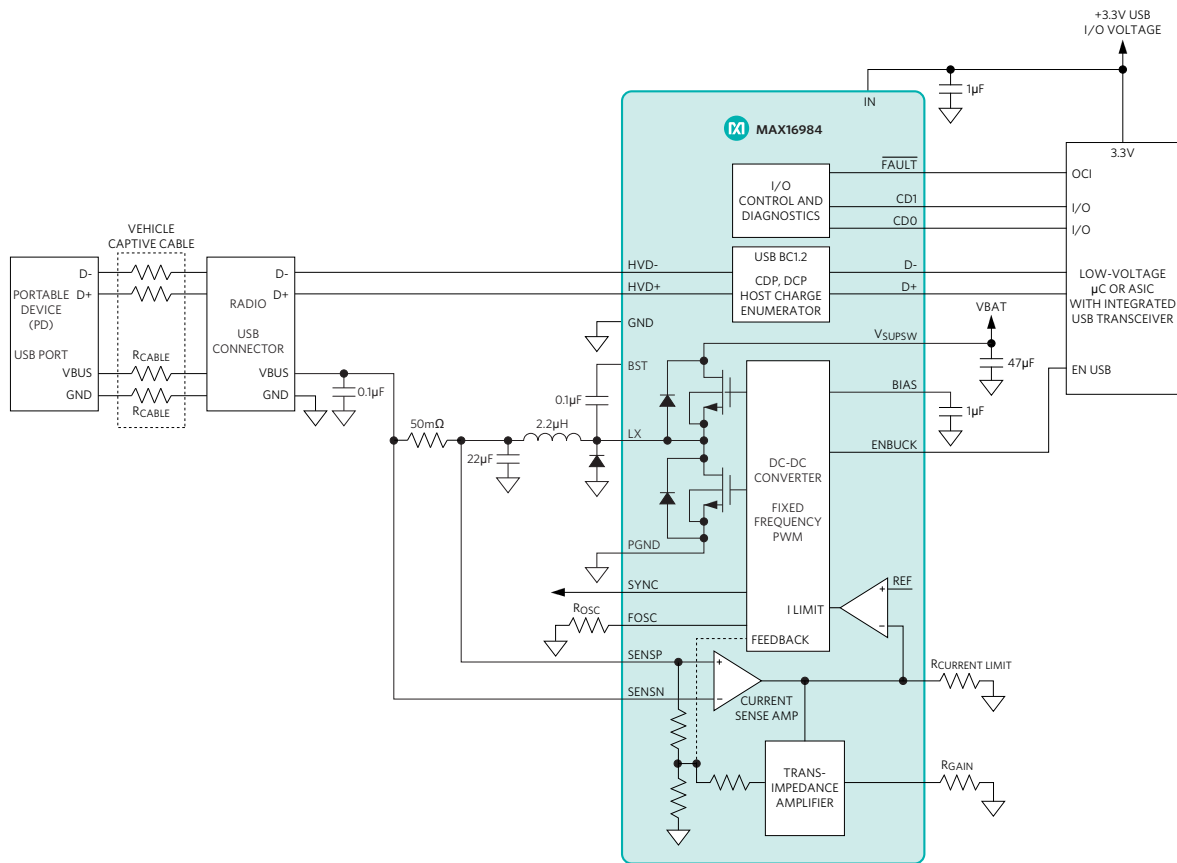 +3.3V USB
I/O VOLTAGE
1µF
IN
MAX16984
3.3V
FAULT
OCI
I/O
CONTROL AND
DIAGNOSTICS
CD1
I/O
CD0
I/O
VEHICLE
CAPTIVE CABLE
D-
D-
HVD-
USB BC1.2
D-
PORTABLE
DEVICE
(PD)
D+
RADIO
D+
HVD+
CDP, DCP
HOST CHARGE
ENUMERATOR
D+
LOW-VOLTAGE
µC OR ASIC
WITH INTEGRATED
USB TRANSCEIVER
GND
VBAT
USB PORT
USB
CONNECTOR
VSUPSW
47µF
RCABLE
VBUS
VBUS
BST
EN USB
GND
GND
0.1µF
BIAS
RCABLE
0.1µF
1µF
50mΩ
2.2µH
LX
ENBUCK
22µF
DC-DC
CONVERTER
FIXED
FREQUENCY
PWM
PGND
SYNC
REF
ROSC
FOSC
I LIMIT
+
−
FEEDBACK
SENSP
+
RCURRENT LIMIT
SENSN
−
CURRENT
SENSE AMP
TRANS-
IMPEDANCE
AMPLIFIER
RGAIN